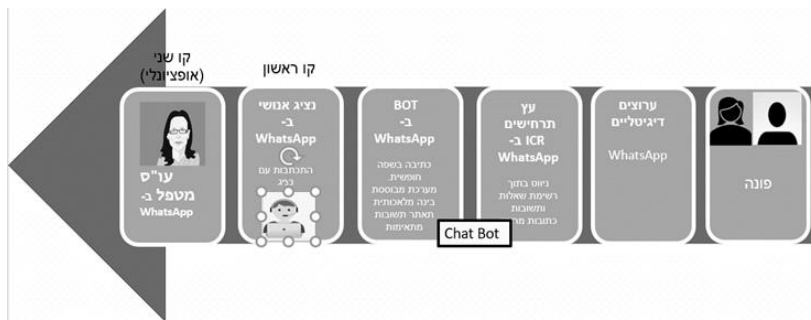 פונה
ערוצים
דיגיטליים
WhatsApp
עץ
תרחישים
ICR ב-
WhatsApp
ניווט בתוך
רשימת שאלות
ותשובות
כתובות
BOT
ב-
WhatsApp
כתיבה בשפה
חופשית.
מערכת מבוססת
בינה מלאכותית
תאתר תשובות
מתאימות
Chat Bot
קו ראשון
נציג אנושי
ב-
WhatsApp
התכתבות עם
נציג
קו שני
(אופציונלי)
עו"ס
מטפל ב-
WhatsApp